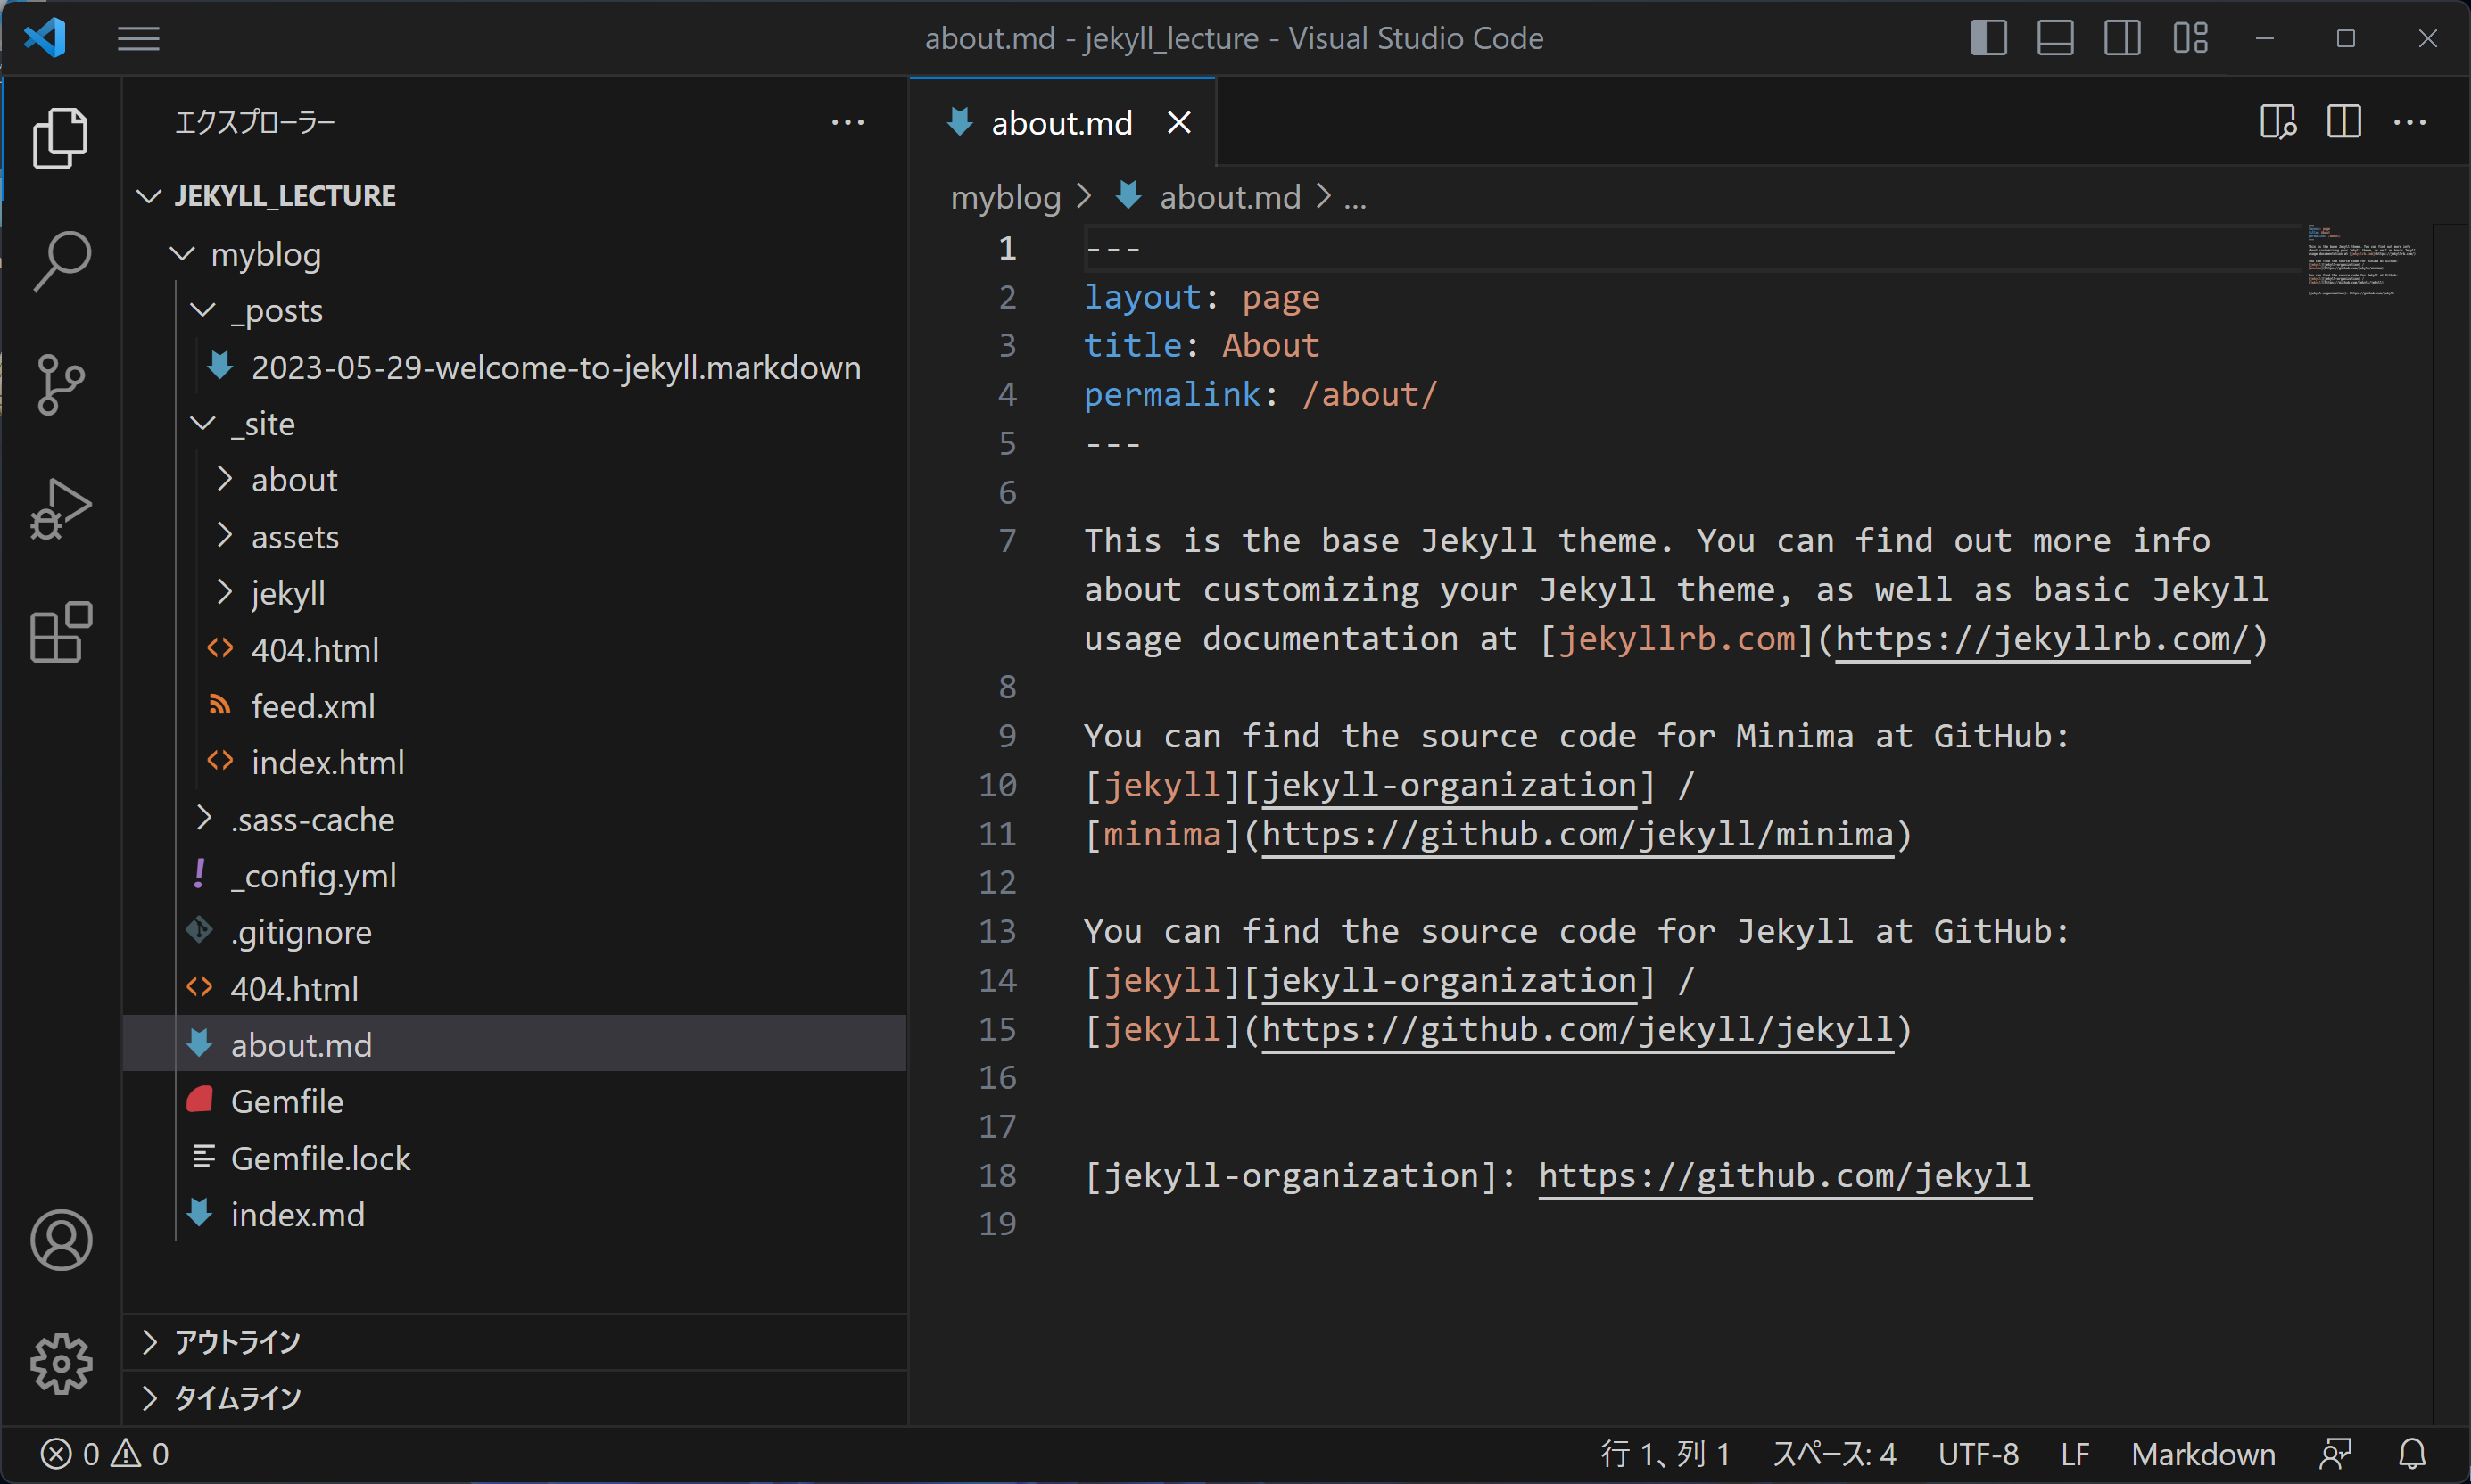 about.md - jekyll_lecture - Visual Studio Code
エクスプローラー
JEKYLL_LECTURE
myblog
_posts
2023-05-29-welcome-to-jekyll.markdown
_site
about
assets
jekyll
404.html
feed.xml
index.html
.sass-cache
_config.yml
.gitignore
404.html
about.md
Gemfile
Gemfile.lock
index.md
アウトライン
タイムライン
about.md
myblog > about.md > ...
1 ---
2 layout: page
3 title: About
4 permalink: /about/
5 ---
6
7 This is the base Jekyll theme. You can find out more info
about customizing your Jekyll theme, as well as basic Jekyll
usage documentation at [jekyllrb.com](https://jekyllrb.com/)
8
9 You can find the source code for Minima at GitHub:
10 [jekyll][jekyll-organization] /
11 [minima](https://github.com/jekyll/minima)
12
13 You can find the source code for Jekyll at GitHub:
14 [jekyll][jekyll-organization] /
15 [jekyll](https://github.com/jekyll/jekyll)
16
17
18 [jekyll-organization]: https://github.com/jekyll
19
0 0
行 1、列 1 スペース: 4 UTF-8 LF Markdown